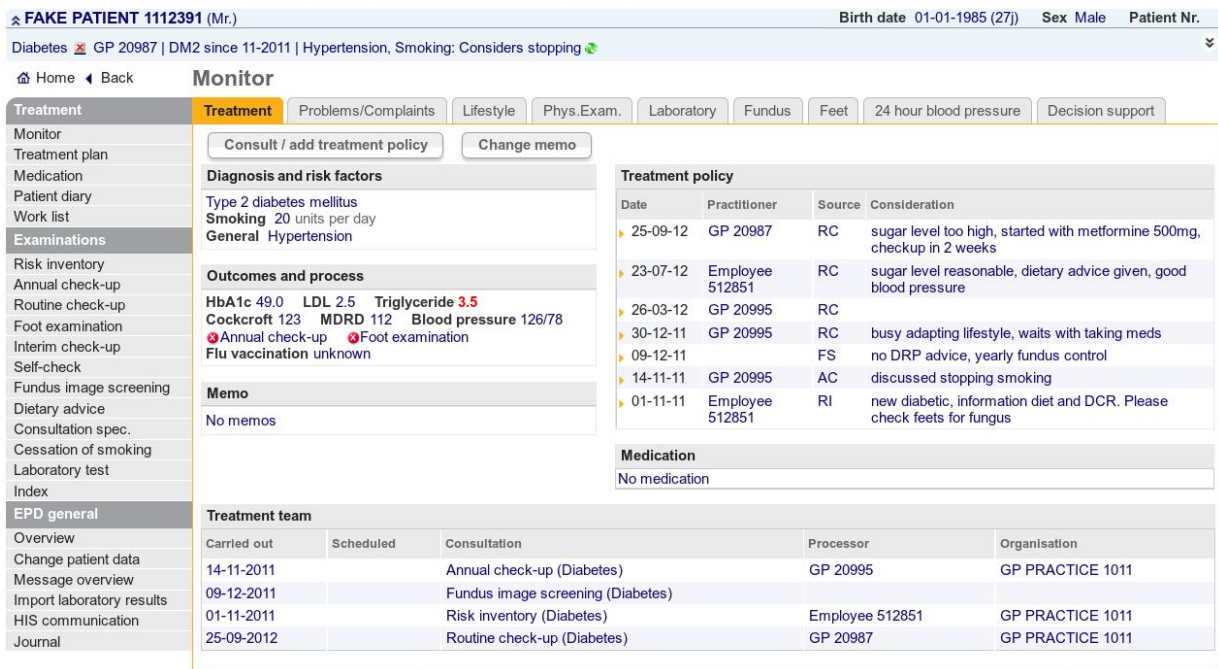 FAKE PATIENT 1112391 (Mr.) Birth date 01-01-1985 (27j) Sex Male Patient Nr.
Diabetes GP 20987 | DM2 since 11-2011 | Hypertension, Smoking: Considers stopping
Home Back
Monitor
Treatment
Monitor
Treatment plan
Medication
Patient diary
Work list
Examinations
Risk inventory
Annual check-up
Routine check-up
Foot examination
Interim check-up
Self-check
Fundus image screening
Dietary advice
Consultation spec.
Cessation of smoking
Laboratory test
Index
EPD general
Overview
Change patient data
Message overview
Import laboratory results
HIS communication
Journal
Treatment Problems/Complaints Lifestyle Phys.Exam. Laboratory Fundus Feet 24 hour blood pressure Decision support
Consult / add treatment policy Change memo
Diagnosis and risk factors
Type 2 diabetes mellitus
Smoking 20 units per day
General Hypertension
Outcomes and process
HbA1c 49.0 LDL 2.5 Triglyceride 3.5
Cockcroft 123 MDRD 112 Blood pressure 126/78
Annual check-up Foot examination
Flu vaccination unknown
Memo
No memos
Treatment policy
Date Practitioner Source Consideration
25-09-12 GP 20987 RC sugar level too high, started with metformine 500mg,
checkup in 2 weeks
23-07-12 Employee RC sugar level reasonable, dietary advice given, good
512851 blood pressure
26-03-12 GP 20995 RC
30-12-11 GP 20995 RC busy adapting lifestyle, waits with taking meds
09-12-11 FS no DRP advice, yearly fundus control
14-11-11 GP 20995 AC discussed stopping smoking
01-11-11 Employee RI new diabetic, information diet and DCR. Please
512851 check feets for fungus
Medication
No medication
Treatment team
Carried out Scheduled Consultation Processor Organisation
14-11-2011 Annual check-up (Diabetes) GP 20995 GP PRACTICE 1011
09-12-2011 Fundus image screening (Diabetes)
01-11-2011 Risk inventory (Diabetes) Employee 512851 GP PRACTICE 1011
25-09-2012 Routine check-up (Diabetes) GP 20987 GP PRACTICE 1011